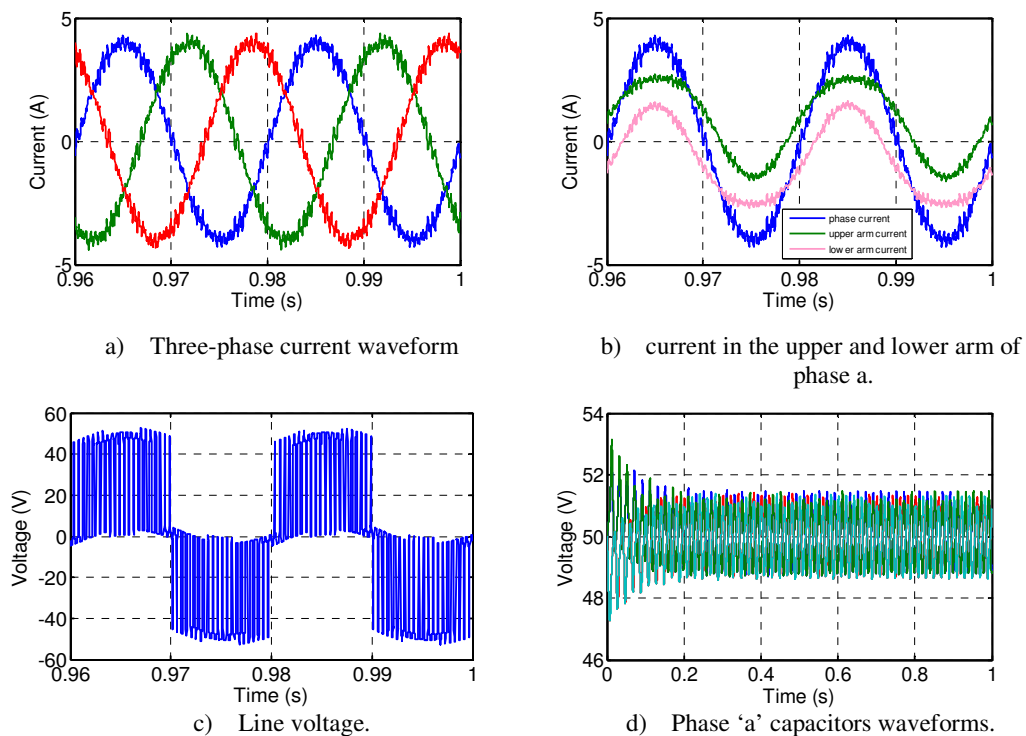 5
0
-5
Current (A)
0.96
0.97
0.98
0.99
1
Time (s)
a) Three-phase current waveform
5
0
-5
Current (A)
phase current
upper arm current
low er arm current
0.96
0.97
0.98
0.99
1
Time (s)
b) current in the upper and lower arm of
phase a.
60
40
20
0
-20
-40
-60
Voltage (V)
0.96
0.97
0.98
0.99
1
Time (s)
c) Line voltage.
54
52
50
48
46
Voltage (V)
0
0.2
0.4
0.6
0.8
1
Time (s)
d) Phase ‘a’ capacitors waveforms.